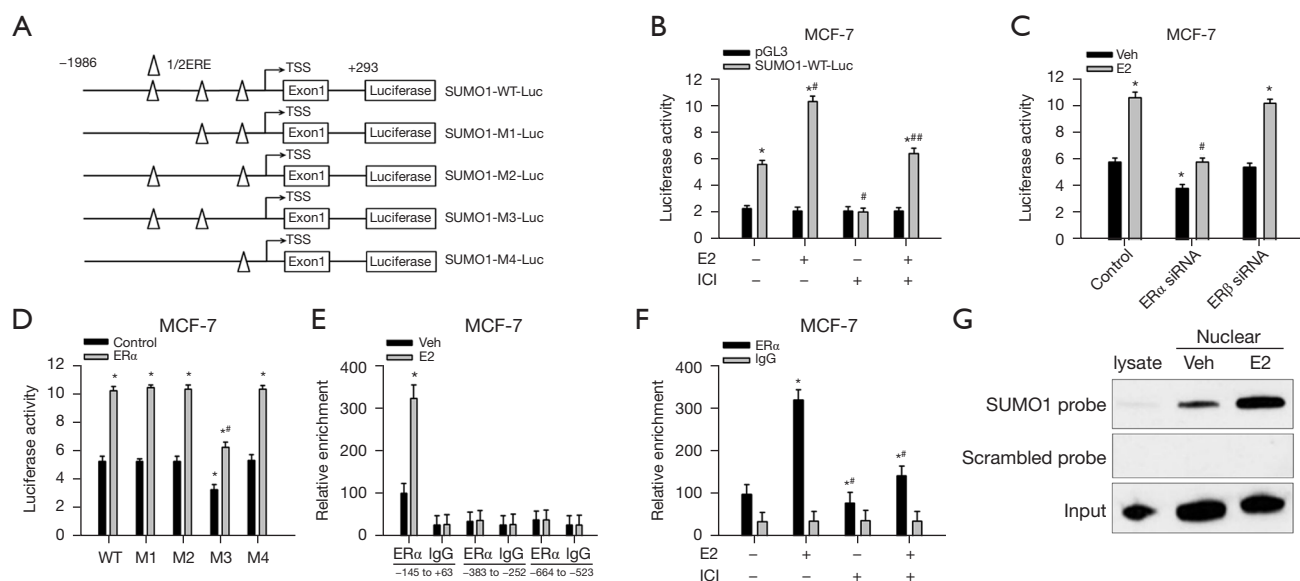 A
−1986
1/2ERE
TSS
+293
Exon1
Luciferase
SUMO1-WT-Luc
TSS
Exon1
Luciferase
SUMO1-M1-Luc
TSS
Exon1
Luciferase
SUMO1-M2-Luc
TSS
Exon1
Luciferase
SUMO1-M3-Luc
TSS
Exon1
Luciferase
SUMO1-M4-Luc
B
MCF-7
pGL3
SUMO1-WT-Luc
Luciferase activity
12
10
8
6
4
2
0
*
*#
#
*##
E2 − + − +
ICI − − + +
C
MCF-7
Veh
E2
Luciferase activity
12
10
8
6
4
2
0
*
*
#
*
Control
ERα siRNA
ERβ siRNA
D
MCF-7
Control
ERα
Luciferase activity
12
10
8
6
4
2
0
*
*
*
*
*#
*
WT M1 M2 M3 M4
E
MCF-7
Veh
E2
Relative enrichment
400
300
200
100
0
*
ERα IgG ERα IgG ERα IgG
−145 to +63 −383 to −252 −664 to −523
F
MCF-7
ERα
IgG
Relative enrichment
400
300
200
100
0
*
*#
*#
E2 − + − +
ICI − − + +
G
Nuclear
lysate Veh E2
SUMO1 probe
Scrambled probe
Input